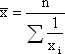 x̅ = n / ∑ 1/xᵢ